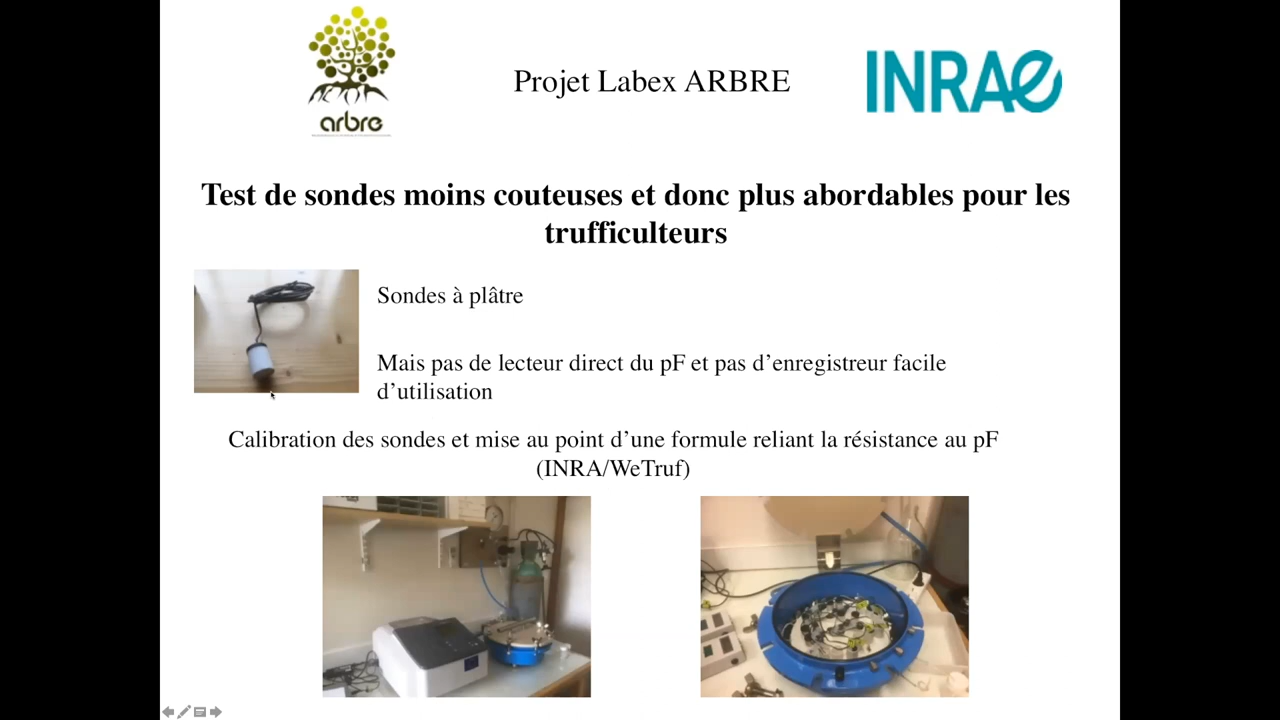 arbre
Projet Labex ARBRE
INRAE
Test de sondes moins couteuses et donc plus abordables pour les
trufficulteurs
Sondes à plâtre
Mais pas de lecteur direct du pF et pas d’enregistreur facile
d’utilisation
Calibration des sondes et mise au point d’une formule reliant la résistance au pF
(INRA/WeTruf)